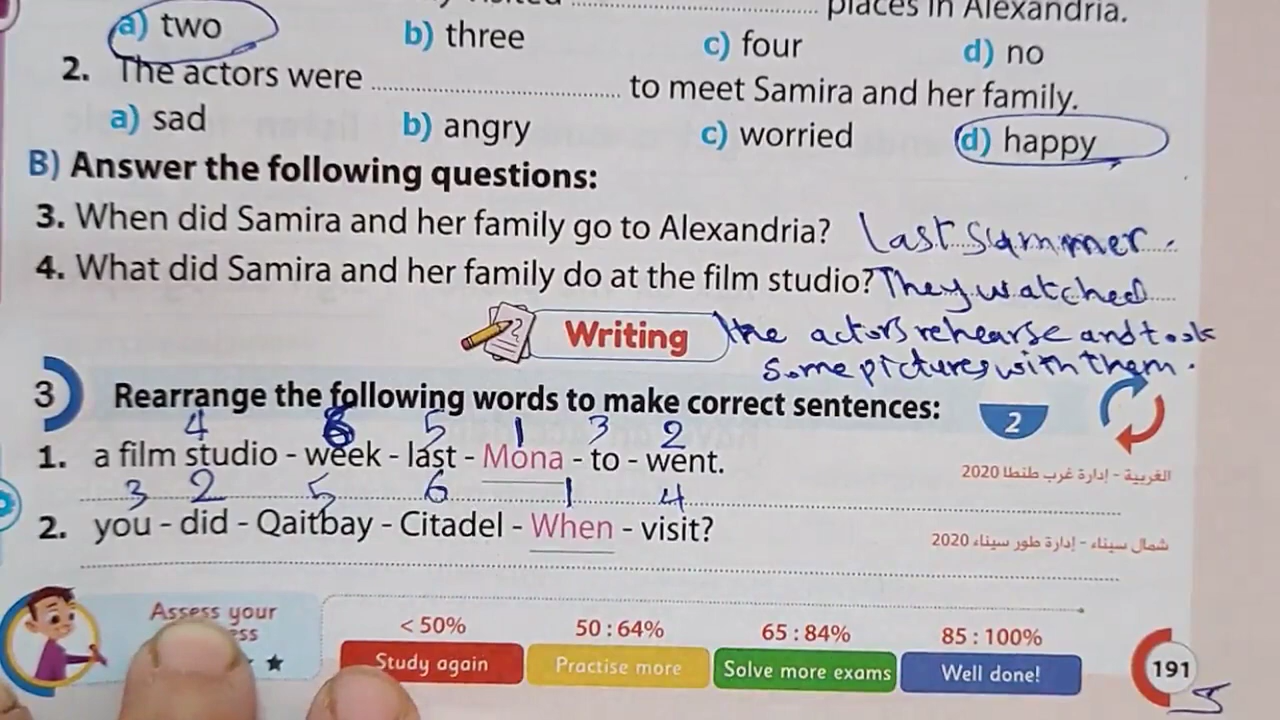 places in Alexandria.
a) two b) three c) four d) no
2. The actors were ........ to meet Samira and her family.
a) sad b) angry c) worried d) happy
B) Answer the following questions:
3. When did Samira and her family go to Alexandria? Last summer.
4. What did Samira and her family do at the film studio? They watched
Writing the actors rehearse and took
some pictures with them.
3 Rearrange the following words to make correct sentences: 2
4 6 5 1 3 2
1. a film studio - week - last - Mona - to - went.
الغربية - إدارة غرب طنطا 2020
3 2 5 6 1 4
2. you - did - Qaitbay - Citadel - When - visit?
شمال سيناء - إدارة طور سيناء 2020
Assess your
< 50% 50 : 64% 65 : 84% 85 : 100%
Study again Practise more Solve more exams Well done!
191